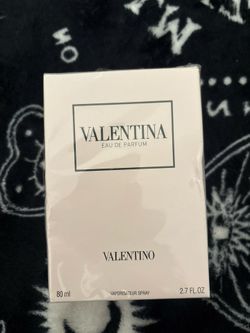 VALENTINA
EAU DE PARFUM
VALENTINO
80 ml
VAPORISATEUR SPRAY
2.7 FL.OZ